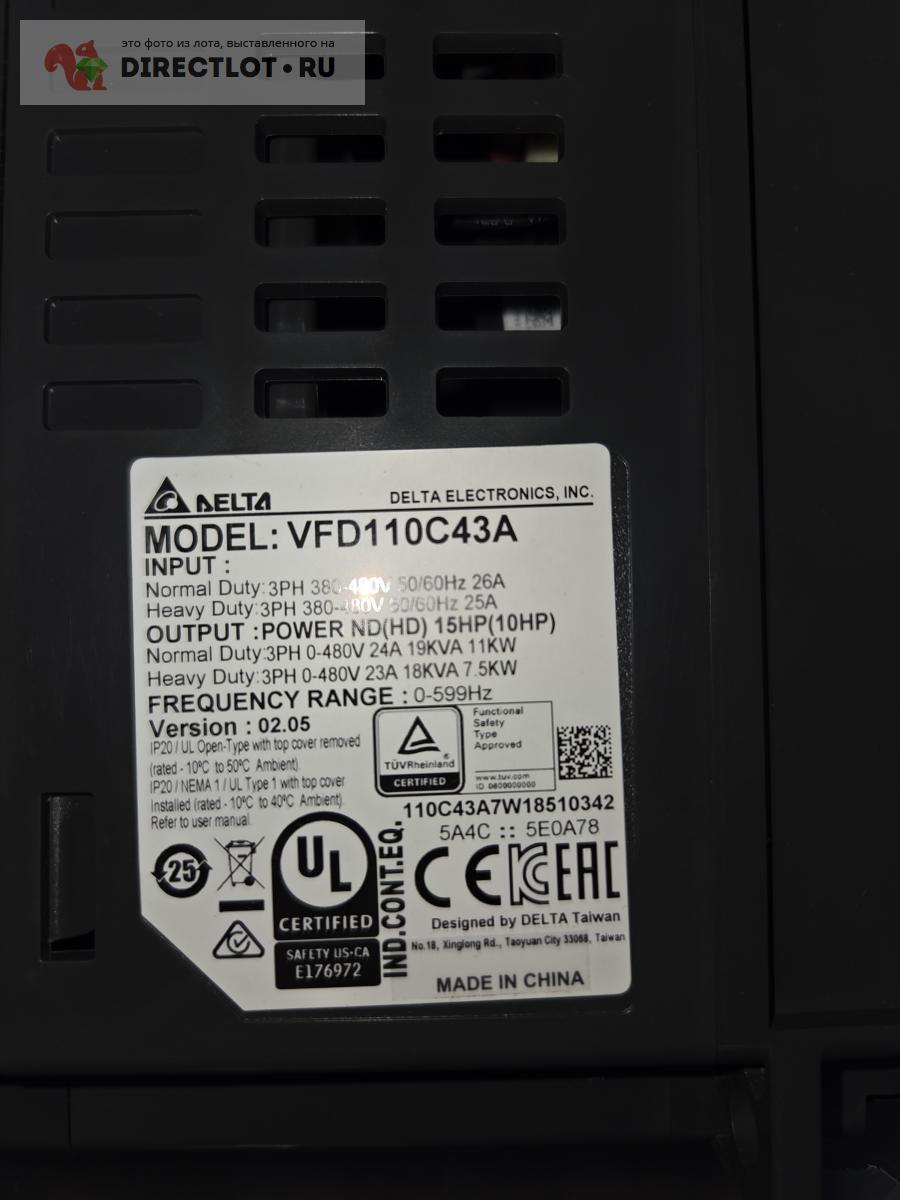 это фото из лота, выставленного на
DIRECTLOT•RU
DELTA
DELTA ELECTRONICS, INC.
MODEL: VFD110C43A
INPUT :
Normal Duty:3PH 380-480V 50/60Hz 26A
Heavy Duty:3PH 380-480V 50/60Hz 25A
OUTPUT :POWER ND(HD) 15HP(10HP)
Normal Duty:3PH 0-480V 24A 19KVA 11KW
Heavy Duty:3PH 0-480V 23A 18KVA 7.5KW
FREQUENCY RANGE : 0-599Hz
Version : 02.05
IP20 / UL Open-Type with top cover removed
(rated - 10°C to 50°C Ambient)
IP20 / NEMA 1 / UL Type 1 with top cover
Installed (rated - 10°C to 40°C Ambient)
Refer to user manual
TÜVRheinland
®
CERTIFIED
Functional
Safety
Type
Approved
www.tuv.com
ID 0600000000
110C43A7W18510342
5A4C :: 5E0A78
25
UL
CERTIFIED
SAFETY US-CA
E176972
IND.CONT.EQ.
CE KC EAC
Designed by DELTA Taiwan
No.18, Xinglong Rd., Taoyuan City 33068, Taiwan
MADE IN CHINA